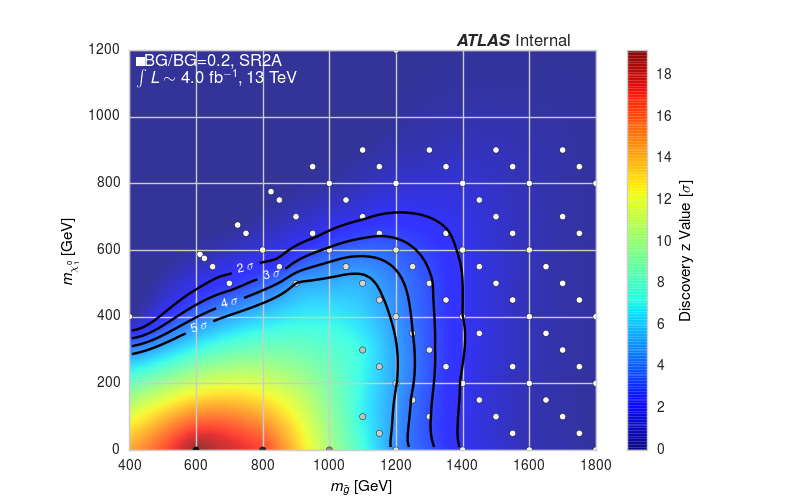 ATLAS Internal
1200
1000
800
600
400
200
0
BG/BG=0.2, SR2A
∫ L ∼ 4.0 fb⁻¹, 13 TeV
2 σ
3 σ
4 σ
5 σ
400 600 800 1000 1200 1400 1600 1800
m_g̃ [GeV]
m_χ̃₁⁰ [GeV]
18
16
14
12
10
8
6
4
2
0
Discovery z Value [σ]